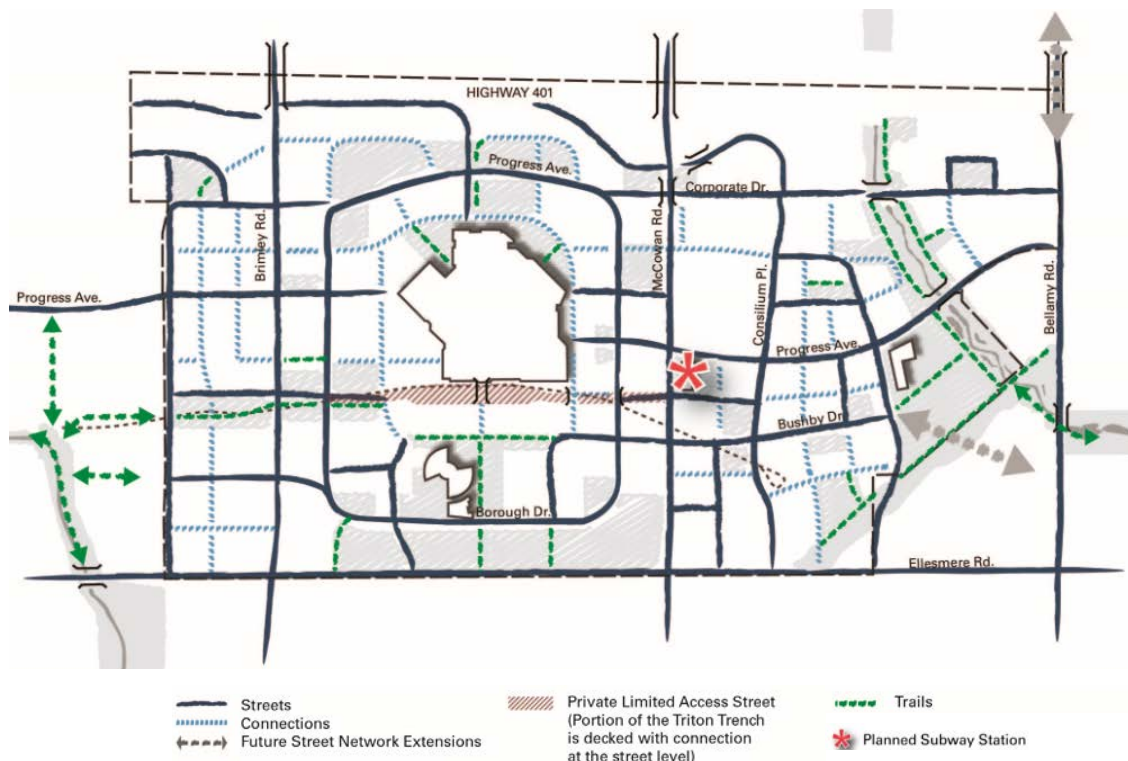 HIGHWAY 401
Progress Ave.
Corporate Dr.
Brimley Rd.
McCowan Rd.
Consilium Pl.
Bellamy Rd.
Progress Ave.
Progress Ave.
Bushby Dr.
Borough Dr.
Ellesmere Rd.
Streets
Connections
Future Street Network Extensions
Private Limited Access Street
(Portion of the Triton Trench
is decked with connection
at the street level)
Trails
Planned Subway Station